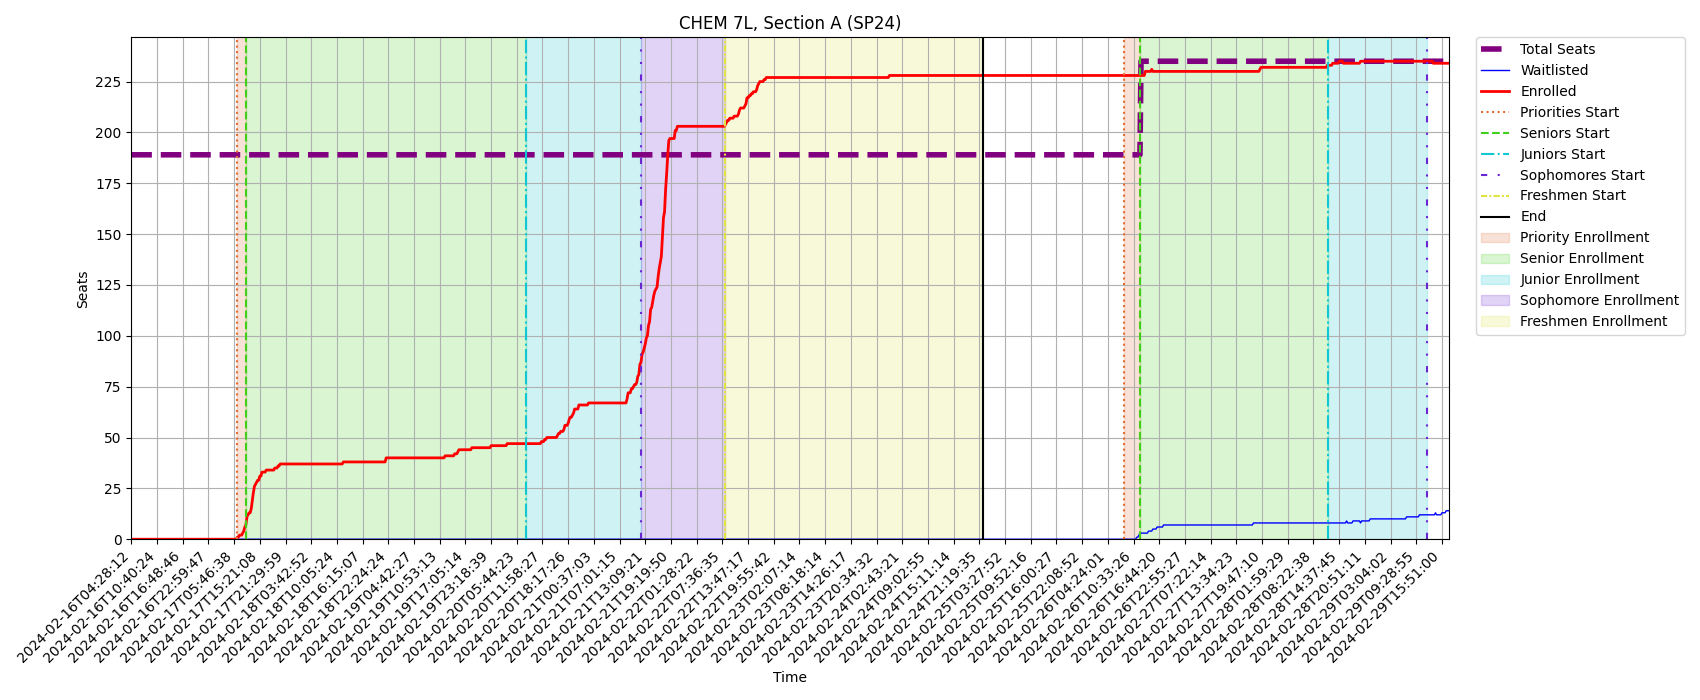 CHEM 7L, Section A (SP24)
Seats
225
200
175
150
125
100
75
50
25
0
2024-02-16T04:28:12
2024-02-16T10:40:24
2024-02-16T16:48:46
2024-02-16T22:59:47
2024-02-17T05:46:38
2024-02-17T15:21:08
2024-02-17T21:29:59
2024-02-18T03:42:52
2024-02-18T10:05:24
2024-02-18T16:15:07
2024-02-18T22:24:24
2024-02-19T04:42:27
2024-02-19T10:53:13
2024-02-19T17:05:14
2024-02-19T23:18:39
2024-02-20T05:44:23
2024-02-20T11:58:27
2024-02-20T18:17:26
2024-02-21T00:37:03
2024-02-21T07:01:15
2024-02-21T13:09:21
2024-02-21T19:19:50
2024-02-22T01:28:22
2024-02-22T07:36:35
2024-02-22T13:47:17
2024-02-22T19:55:42
2024-02-23T02:07:14
2024-02-23T08:18:14
2024-02-23T14:26:17
2024-02-23T20:34:32
2024-02-24T02:43:21
2024-02-24T09:02:55
2024-02-24T15:11:14
2024-02-24T21:19:35
2024-02-25T03:27:52
2024-02-25T09:52:16
2024-02-25T16:00:27
2024-02-25T22:08:52
2024-02-26T04:24:01
2024-02-26T10:33:26
2024-02-26T16:44:20
2024-02-26T22:55:27
2024-02-27T07:22:14
2024-02-27T13:34:23
2024-02-27T19:47:10
2024-02-28T01:59:29
2024-02-28T08:22:38
2024-02-28T14:37:45
2024-02-28T20:51:11
2024-02-29T03:04:02
2024-02-29T09:28:55
2024-02-29T15:51:00
Time
Total Seats
Waitlisted
Enrolled
Priorities Start
Seniors Start
Juniors Start
Sophomores Start
Freshmen Start
End
Priority Enrollment
Senior Enrollment
Junior Enrollment
Sophomore Enrollment
Freshmen Enrollment